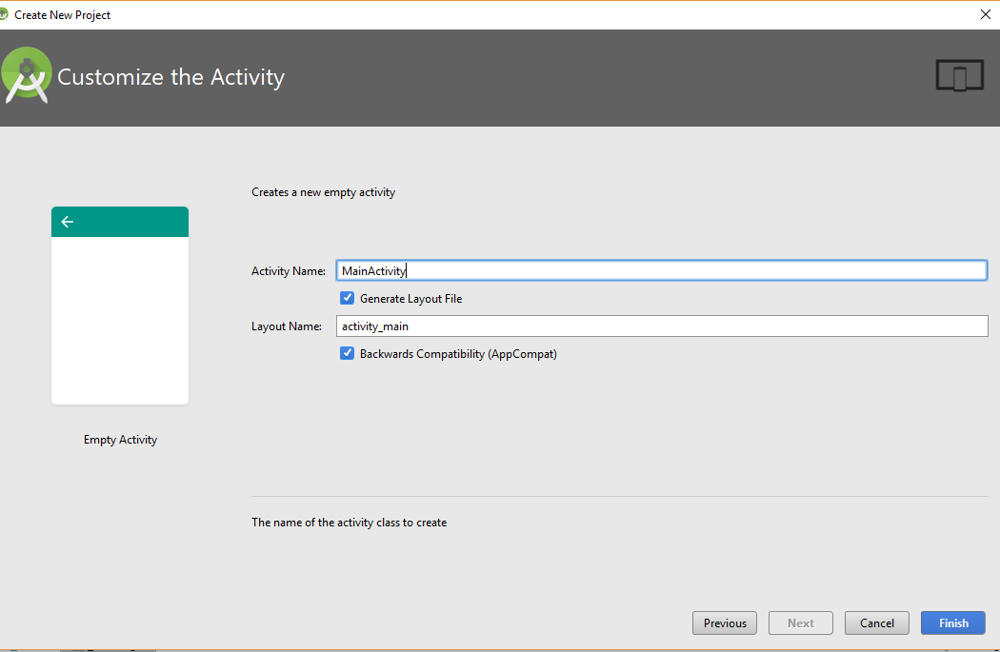 Create New Project
Customize the Activity
Creates a new empty activity
Activity Name: MainActivity
Generate Layout File
Layout Name: activity_main
Backwards Compatibility (AppCompat)
Empty Activity
The name of the activity class to create
Previous Next Cancel Finish